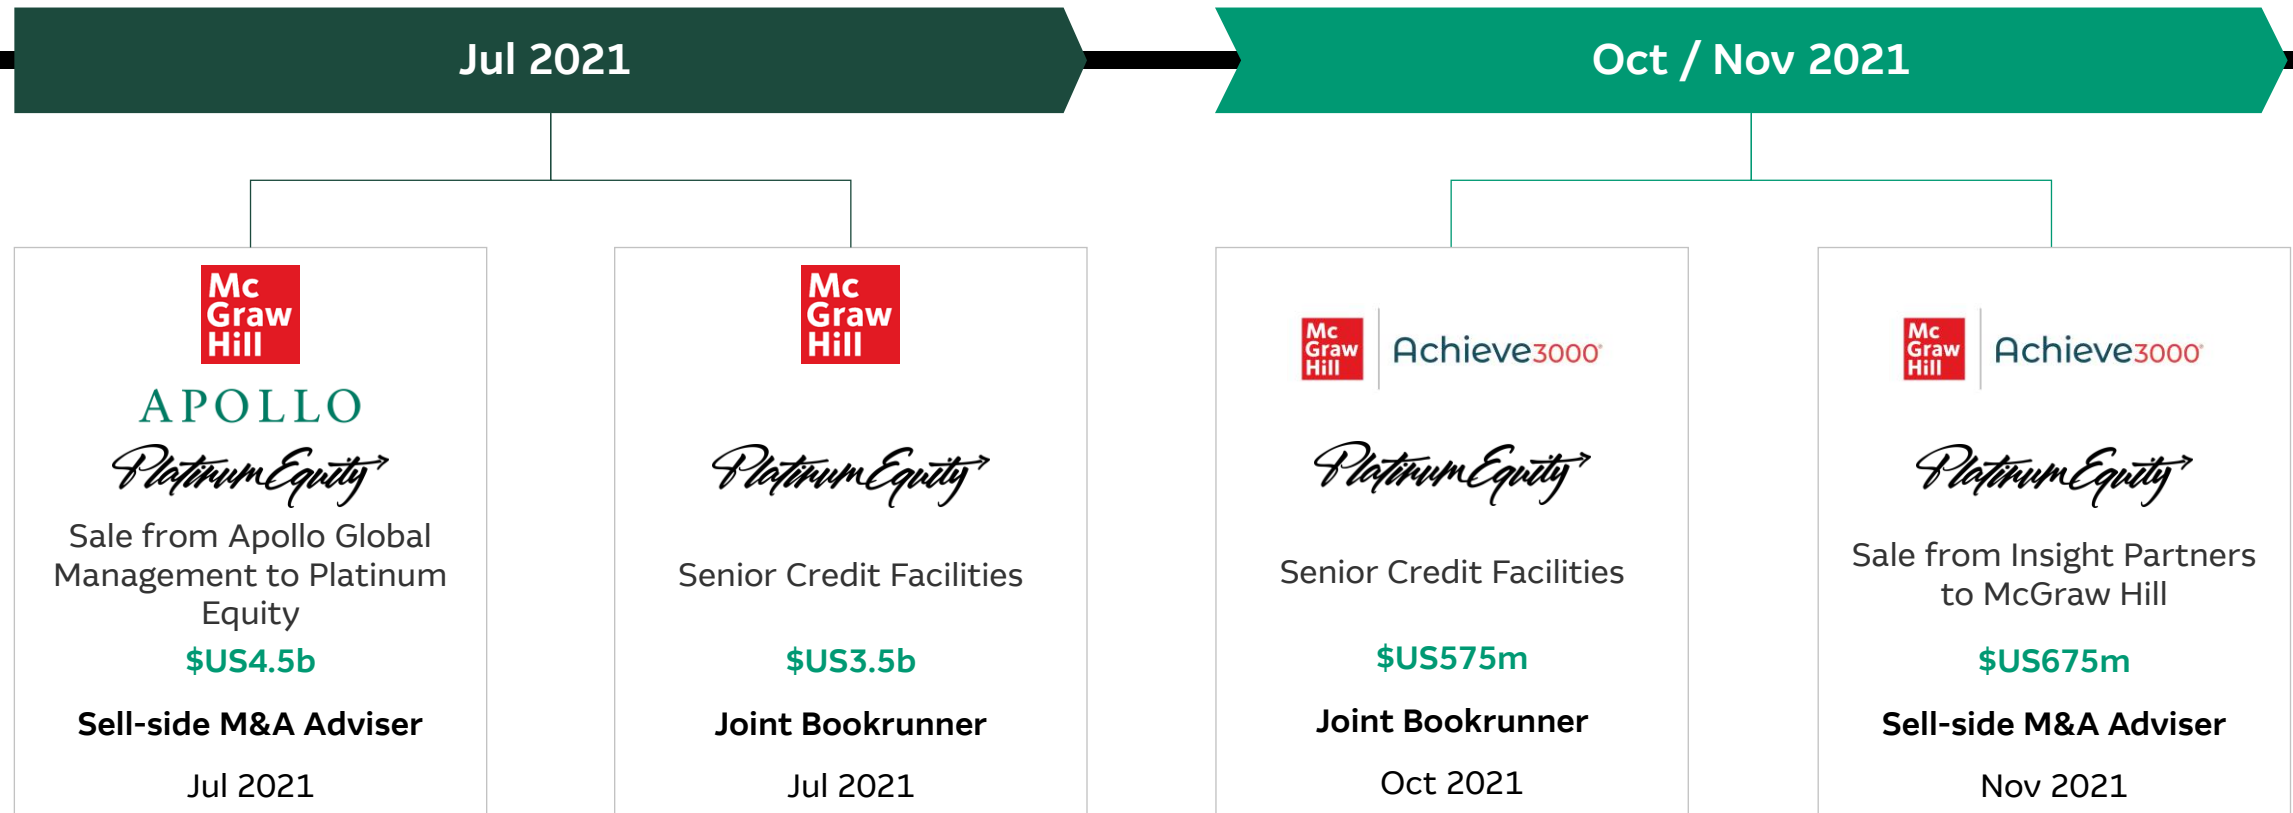 Jul 2021
Oct / Nov 2021
Mc
Graw
Hill
APOLLO
Platinum Equity
Sale from Apollo Global
Management to Platinum
Equity
$US4.5b
Sell-side M&A Adviser
Jul 2021
Mc
Graw
Hill
Platinum Equity
Senior Credit Facilities
$US3.5b
Joint Bookrunner
Jul 2021
Mc
Graw
Hill
Achieve3000®
Platinum Equity
Senior Credit Facilities
$US575m
Joint Bookrunner
Oct 2021
Mc
Graw
Hill
Achieve3000®
Platinum Equity
Sale from Insight Partners
to McGraw Hill
$US675m
Sell-side M&A Adviser
Nov 2021